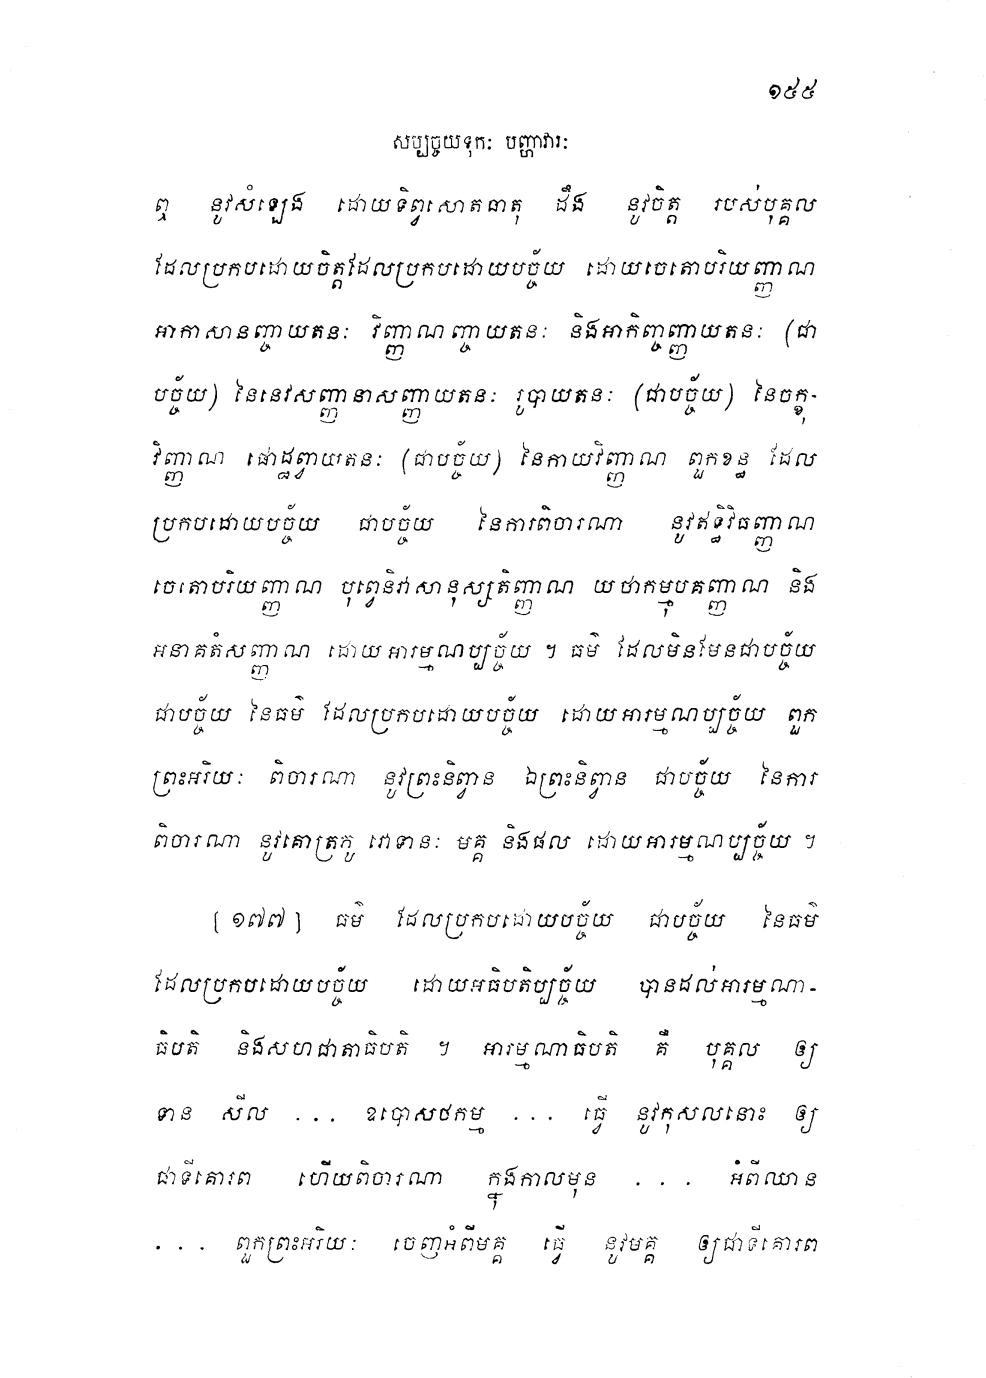 ១៥៥
សប្បច្ចយទុកៈ បញ្ហាវារៈ
ឮ នូវសំឡេង ដោយទិព្វសោតធាតុ ដឹង នូវចិត្ត របស់បុគ្គល
ដែលប្រកបដោយចិត្តដែលប្រកបដោយបច្ច័យ ដោយចេតោបរិយញ្ញាណ
អាកាសានញ្ចាយតនៈ វិញ្ញាណញ្ចាយតនៈ និងអាកិញ្ចញ្ញាយតនៈ (ជា
បច្ច័យ) នៃនេវសញ្ញានាសញ្ញាយតនៈ រូបាយតនៈ (ជាបច្ច័យ) នៃចក្ខុ-
វិញ្ញាណ ផោដ្ឋព្វាយតនៈ (ជាបច្ច័យ) នៃកាយវិញ្ញាណ ពួកខន្ធ ដែល
ប្រកបដោយបច្ច័យ ជាបច្ច័យ នៃការពិចារណា នូវឥទ្ធិវិធញ្ញាណ
ចេតោបរិយញ្ញាណ បុព្វេនិវាសានុស្សតិញ្ញាណ យថាកម្មុបគញ្ញាណ និង
អនាគតំសញ្ញាណ ដោយអារម្មណប្បច្ច័យ ។ ធម៌ ដែលមិនមែនជាបច្ច័យ
ជាបច្ច័យ នៃធម៌ ដែលប្រកបដោយបច្ច័យ ដោយអារម្មណប្បច្ច័យ ពួក
ព្រះអរិយៈ ពិចារណា នូវព្រះនិព្វាន ឯព្រះនិព្វាន ជាបច្ច័យ នៃការ
ពិចារណា នូវគោត្រភូ វោទានៈ មគ្គ និងផល ដោយអារម្មណប្បច្ច័យ ។
[១៧៧] ធម៌ ដែលប្រកបដោយបច្ច័យ ជាបច្ច័យ នៃធម៌
ដែលប្រកបដោយបច្ច័យ ដោយអធិបតិប្បច្ច័យ បានដល់អារម្មណា-
ធិបតិ និងសហជាតាធិបតិ ។ អារម្មណាធិបតិ គឺ បុគ្គល ឲ្យ
ទាន សីល ... ឧបោសថកម្ម ... ធ្វើ នូវកុសលនោះ ឲ្យ
ជាទីគោរព ហើយពិចារណា ក្នុងកាលមុន ... អំពីឈាន
... ពួកព្រះអរិយៈ ចេញអំពីមគ្គ ធ្វើ នូវមគ្គ ឲ្យជាទីគោរព